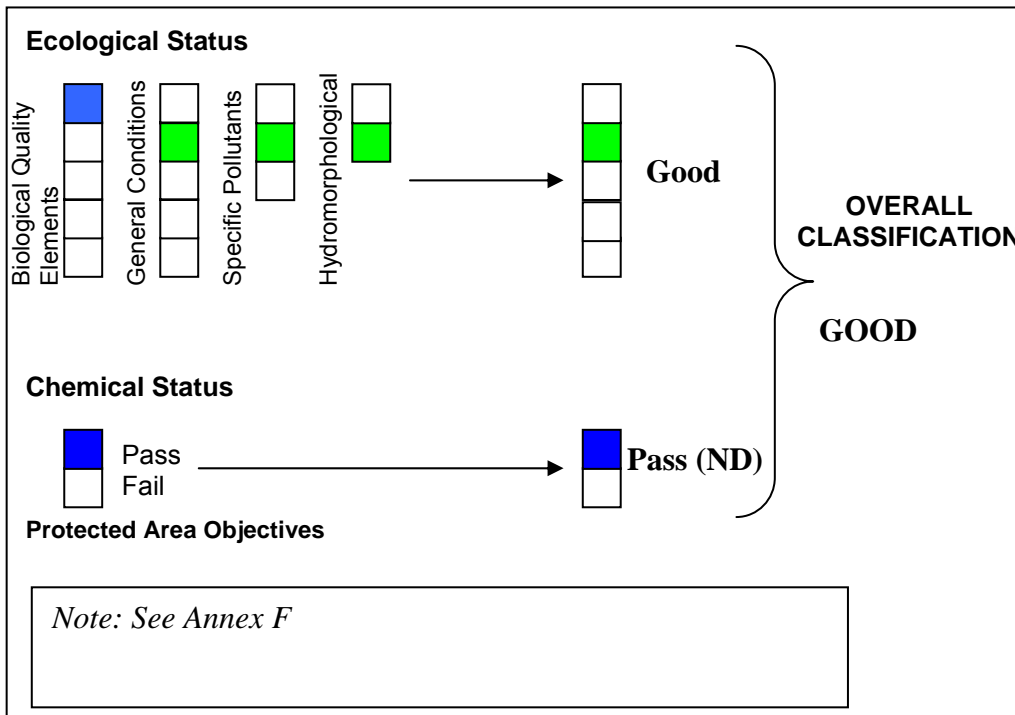 Ecological Status
Biological Quality
Elements
General Conditions
Specific Pollutants
Hydromorphological
Good
OVERALL
CLASSIFICATION
GOOD
Chemical Status
Pass
Fail
Pass (ND)
Protected Area Objectives
Note: See Annex F